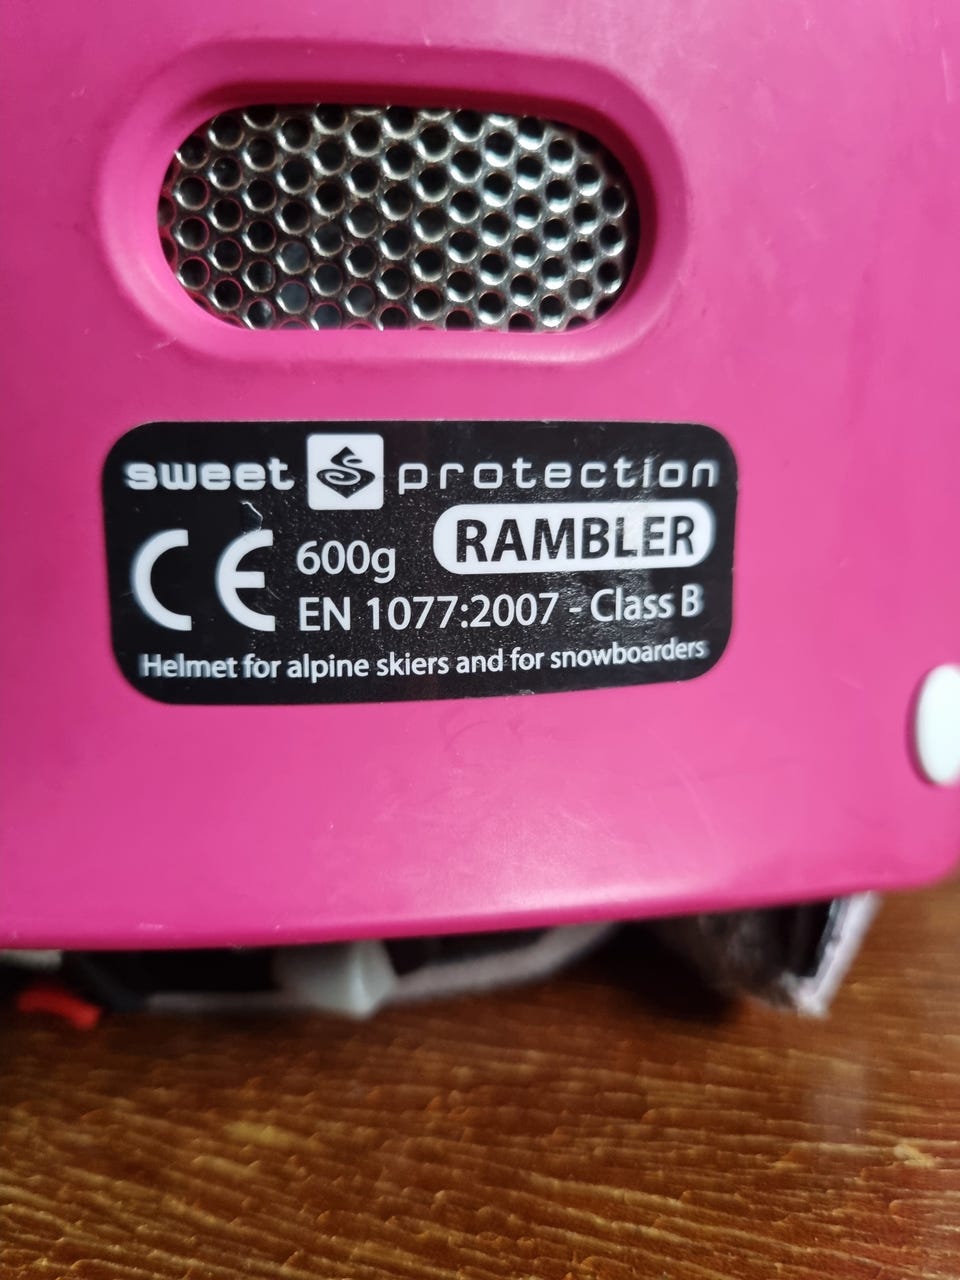 sweet protection
CE 600g RAMBLER
EN 1077:2007 - Class B
Helmet for alpine skiers and for snowboarders